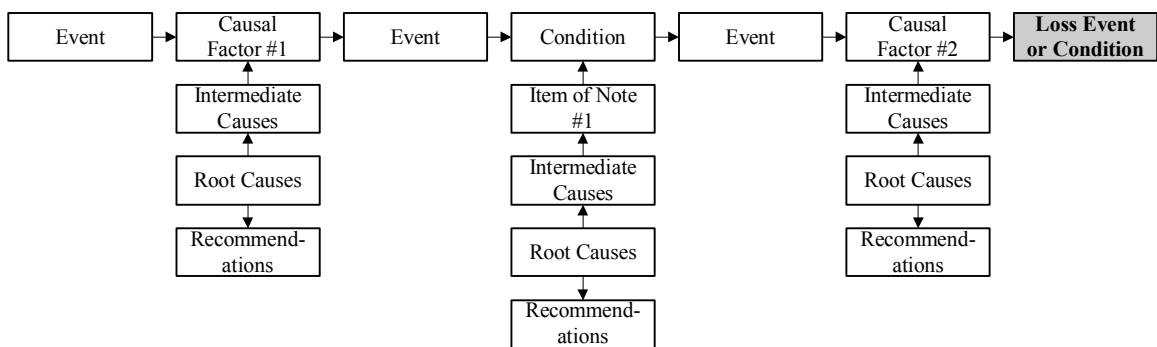 Event
Causal
Factor #1
Event
Condition
Event
Causal
Factor #2
Loss Event
or Condition
Intermediate
Causes
Item of Note
#1
Intermediate
Causes
Root Causes
Intermediate
Causes
Root Causes
Recommend-
ations
Root Causes
Recommend-
ations
Recommend-
ations